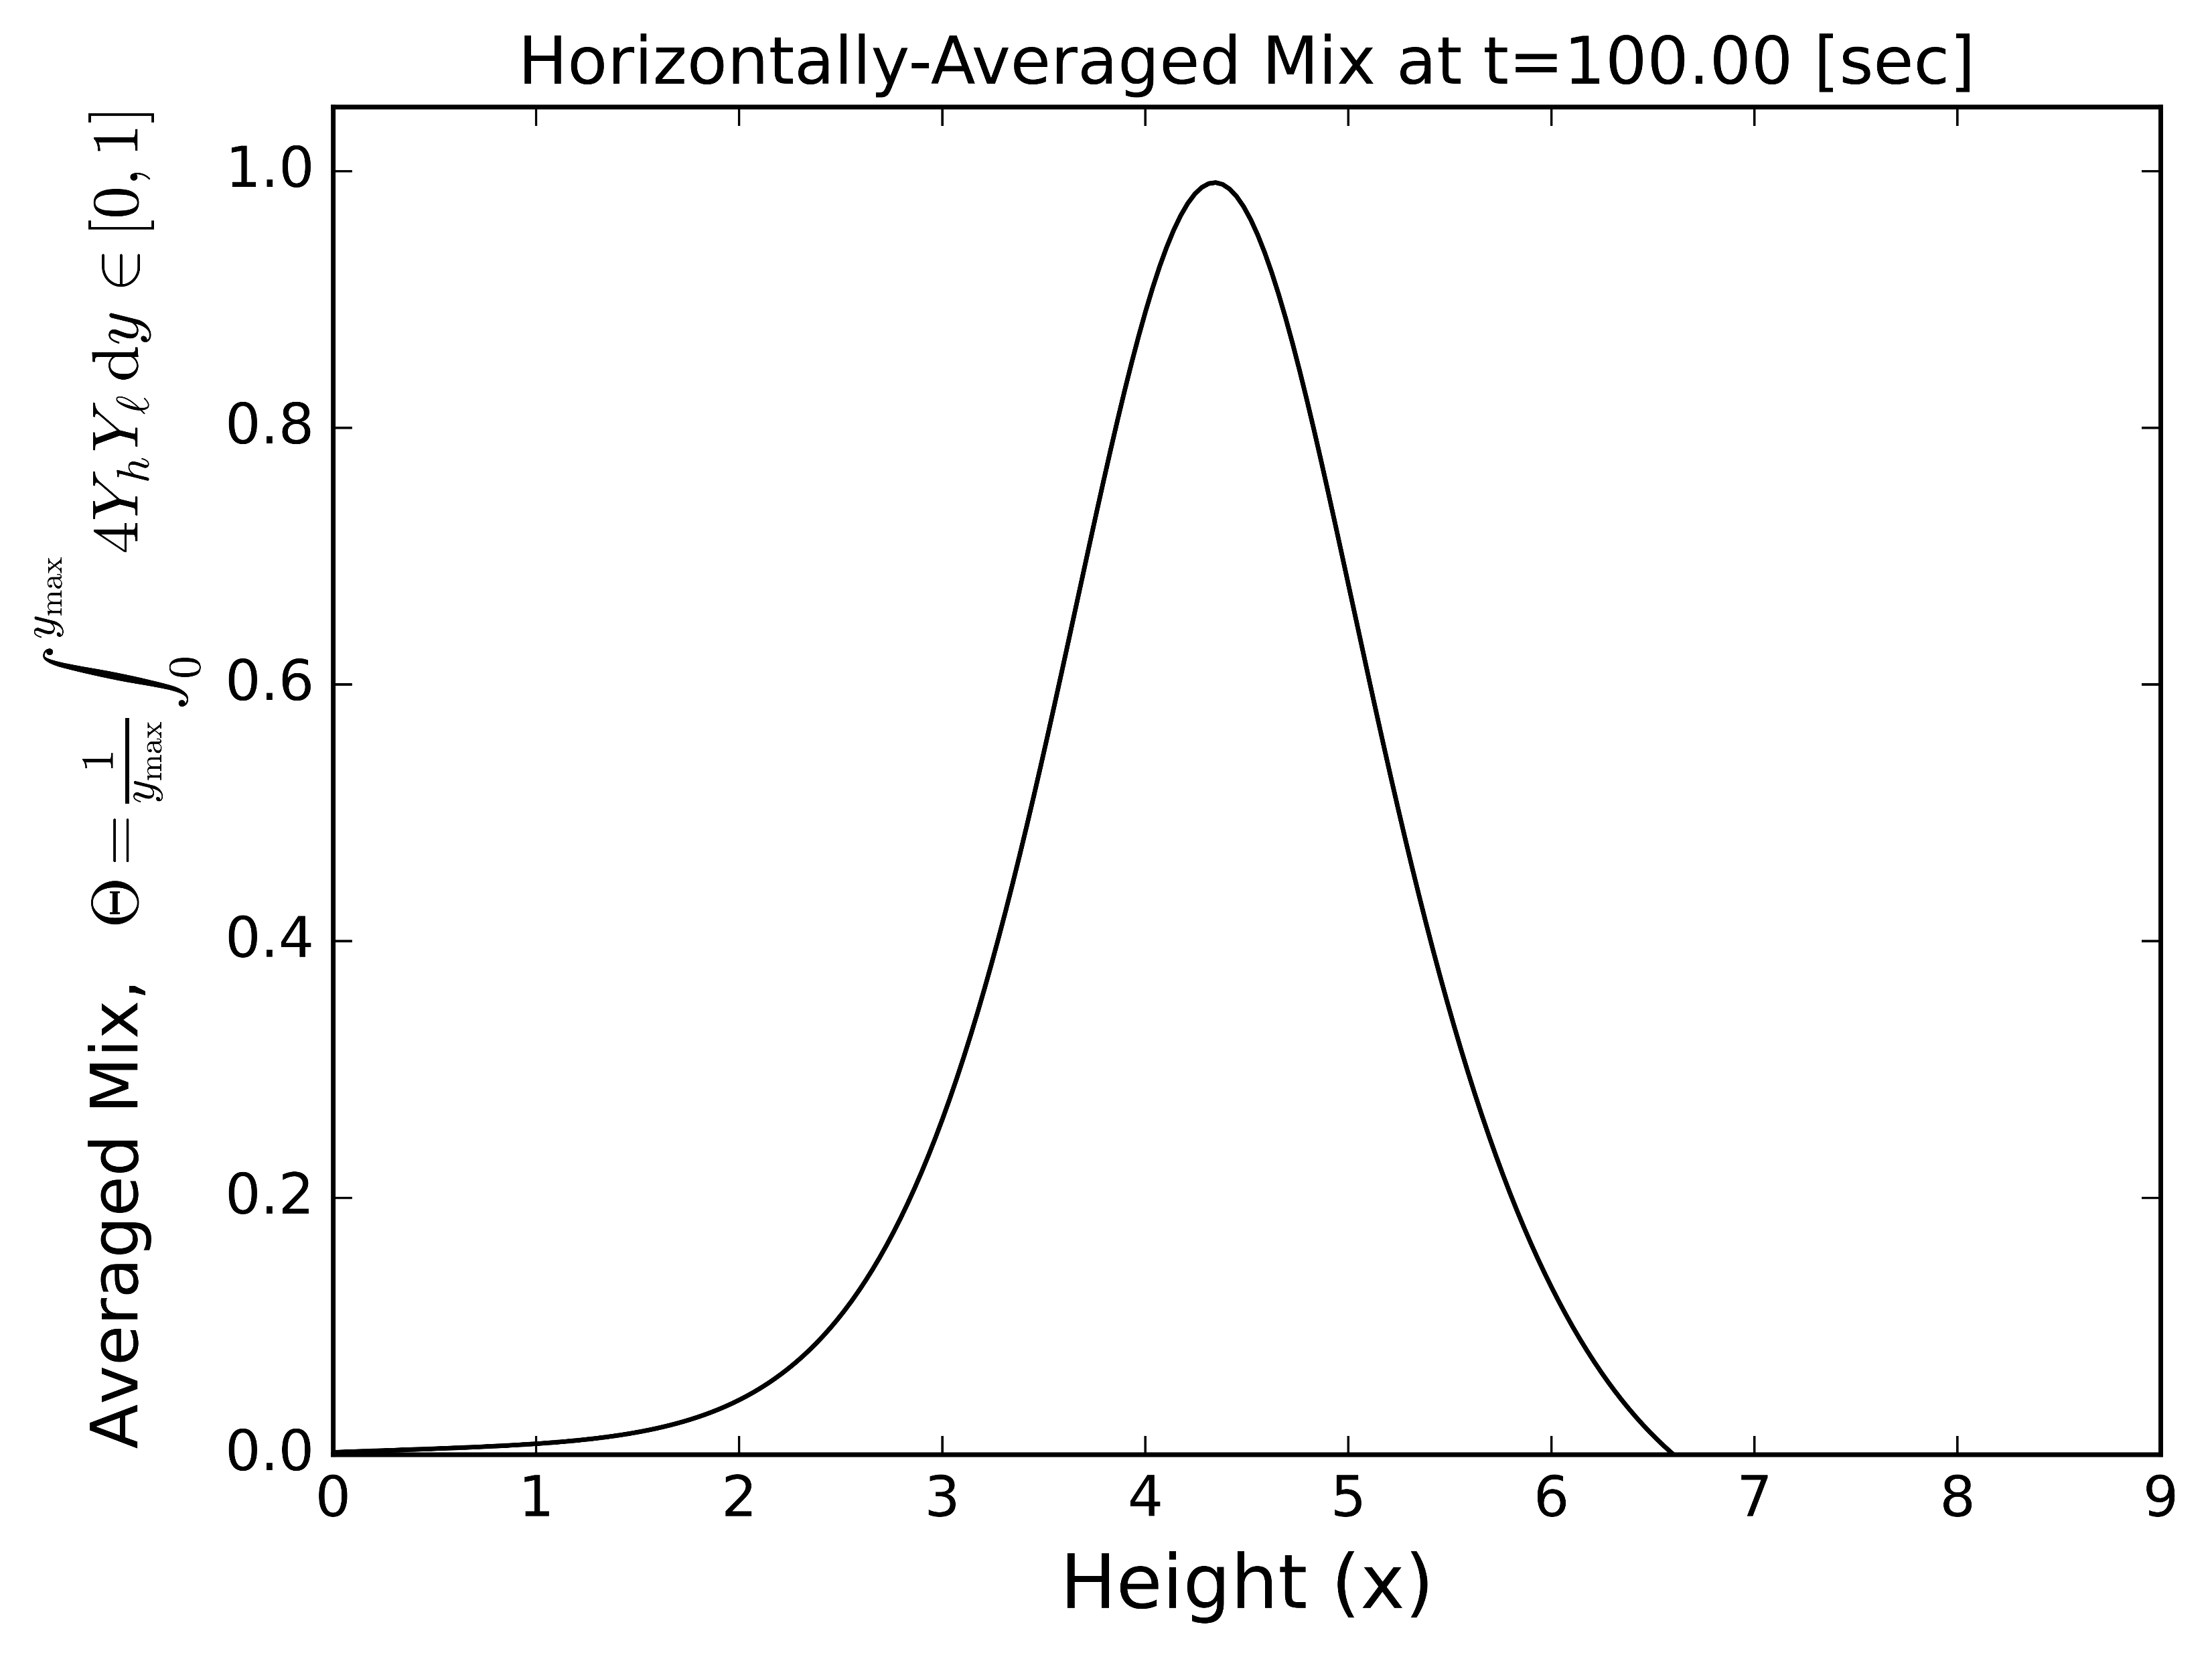 Horizontally-Averaged Mix at t=100.00 [sec]
Averaged Mix, Θ = 1/y_max ∫_0^{y_max} 4Y_h Y_ℓ dy ∈ [0, 1]
1.0
0.8
0.6
0.4
0.2
0.0
0 1 2 3 4 5 6 7 8 9
Height (x)